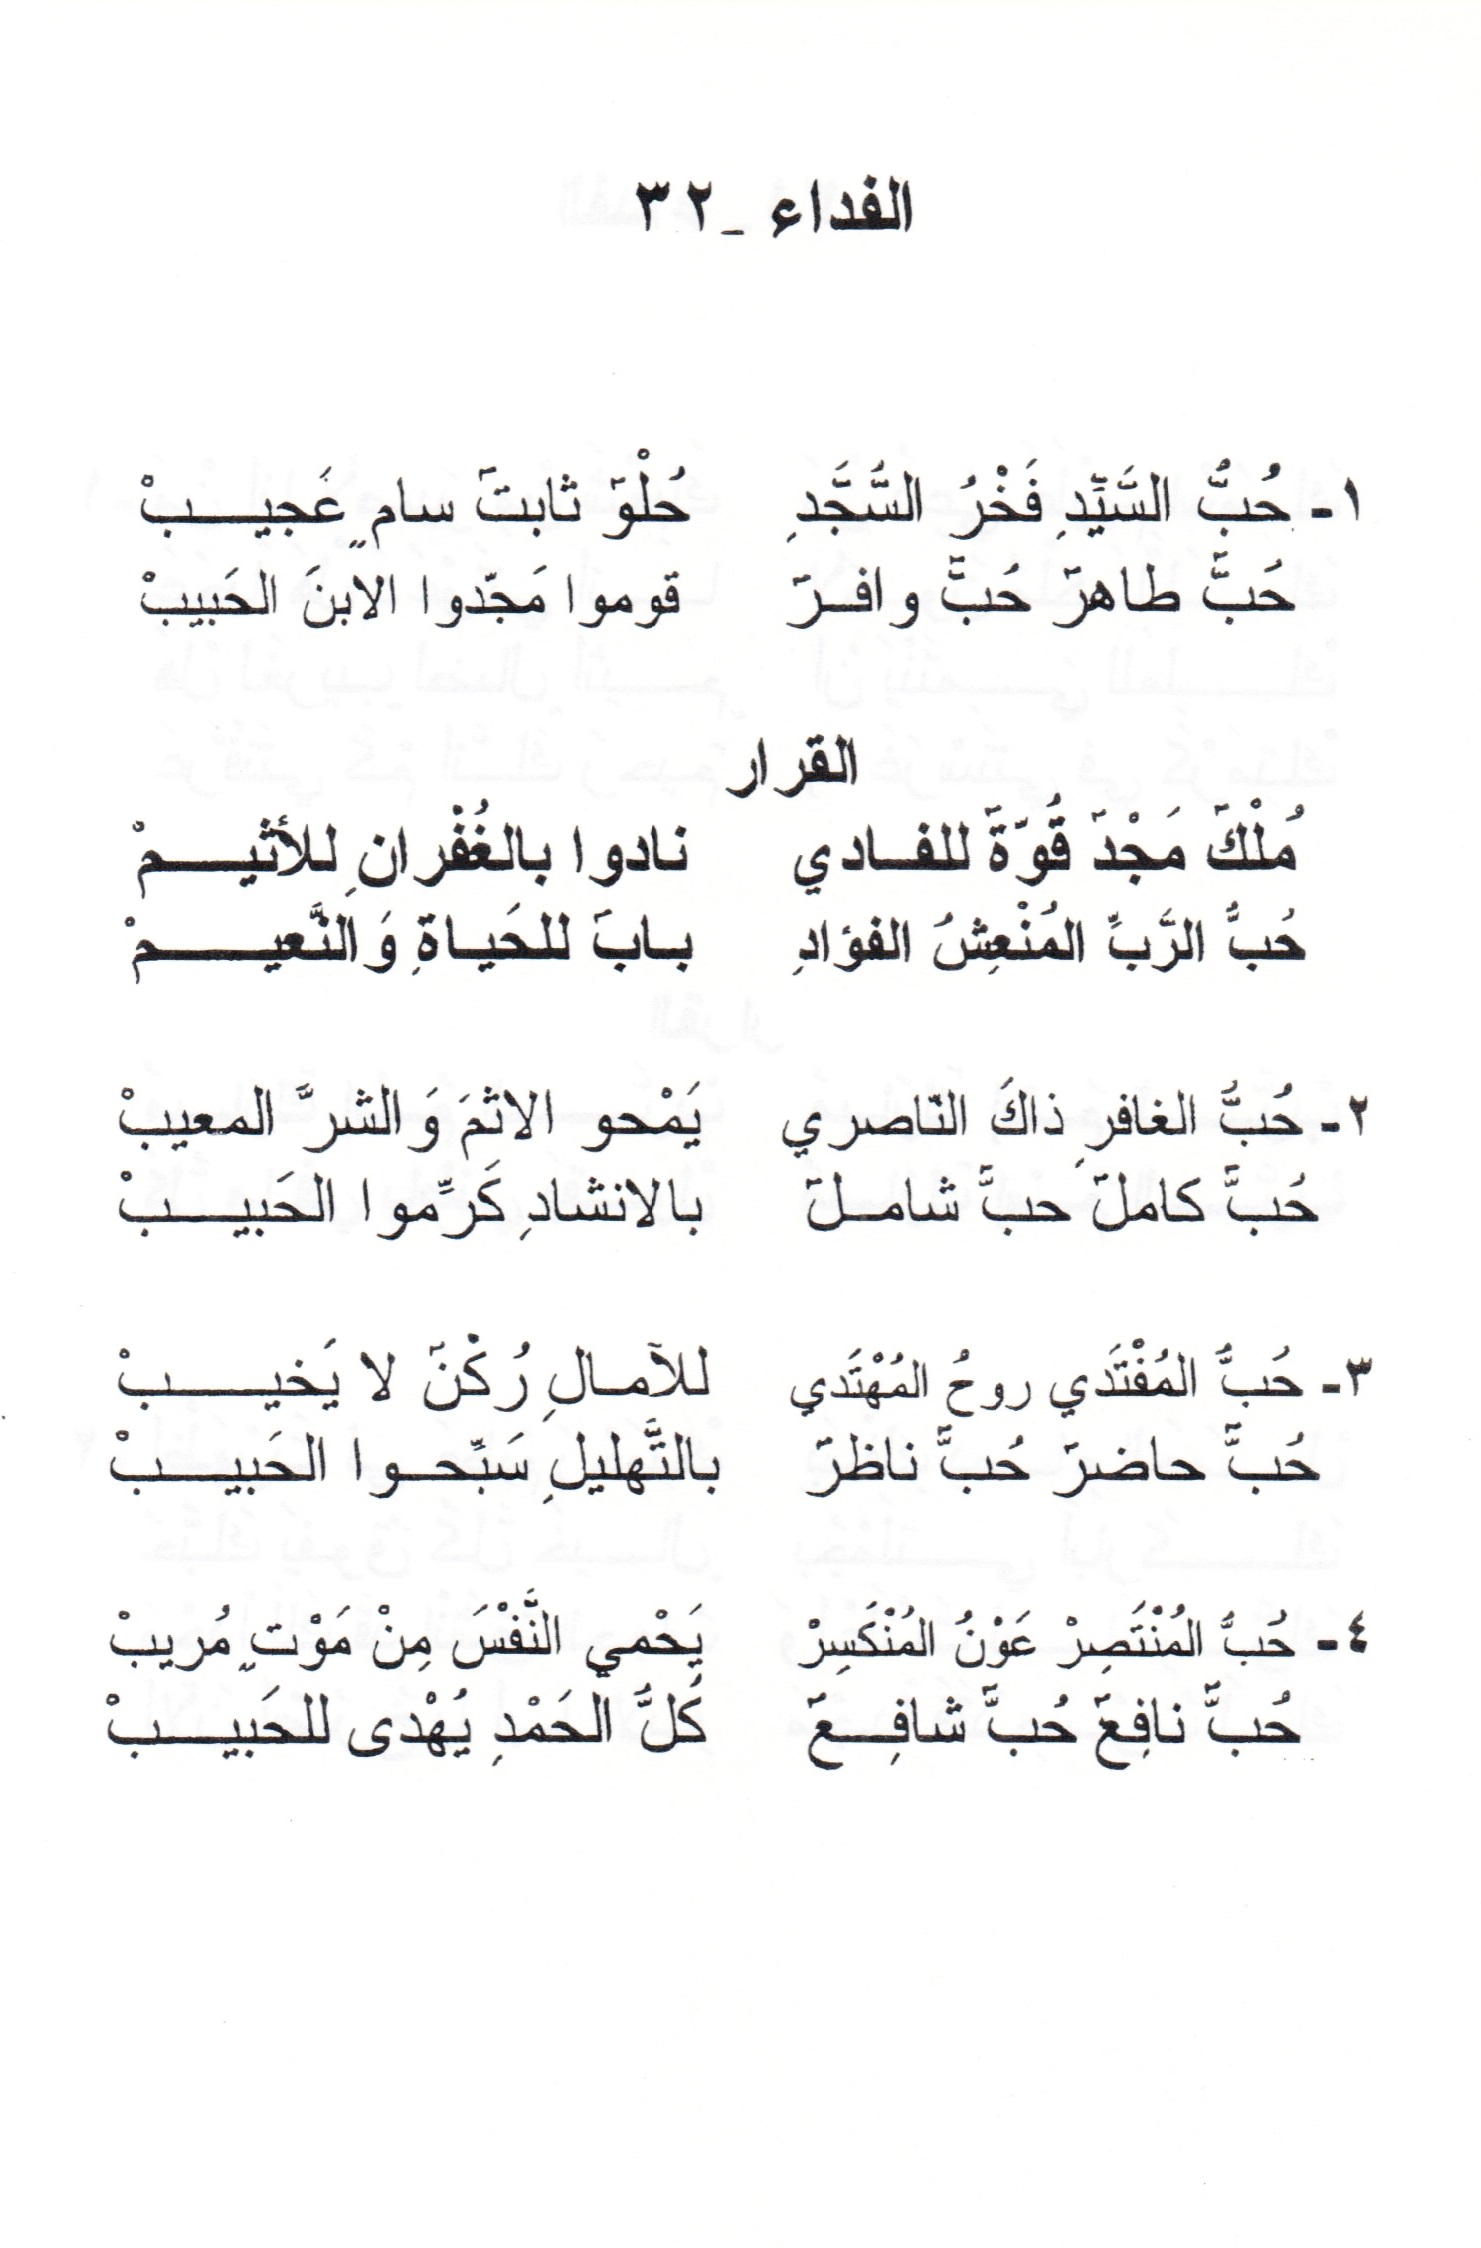 الفداء - ٣٢
١- حُبُّ السَّيِّدِ فَخْرُ السُّجَّدِ حُلْوٌ ثابتٌ سامٍ عَجيبْ
حُبٌّ طاهرٌ حُبٌّ وافرٌ قوموا مَجّدوا الابنَ الحَبيبْ
القرار
مُلْكٌ مَجْدٌ قُوّةٌ للفادي نادوا بالغُفْرانِ للأثيمْ
حُبُّ الرَّبِّ المُنْعِشُ الفؤادِ بابٌ للحَياةِ وَالنَّعيمْ
٢- حُبُّ الغافرِ ذاكَ النّاصري يَمْحو الاثمَ وَالشرَّ المعيبْ
حُبٌّ كاملٌ حبٌّ شاملٌ بالانشادِ كَرِّموا الحَبيبْ
٣- حُبُّ المُفْتَدي روحُ المُهْتَدي للآمالِ رُكْنٌ لا يَخيبْ
حُبٌّ حاضرٌ حُبٌّ ناظرٌ بالتَّهليلِ سَبِّحوا الحَبيبْ
٤- حُبُّ المُنْتَصِرْ عَوْنُ المُنْكَسِرْ يَحْمي النَّفْسَ مِنْ مَوْتٍ مُريبْ
حُبٌّ نافِعٌ حُبٌّ شافِعٌ كُلُّ الحَمْدِ يُهْدى للحَبيبْ